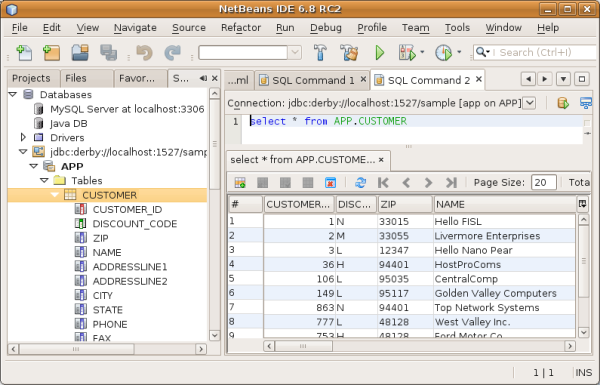 NetBeans IDE 6.8 RC2
File Edit View Navigate Source Refactor Run Debug Profile Team Tools Window Help
Search (Ctrl+I)
Projects Files Favor... S...
Databases
MySQL Server at localhost:3306
Java DB
Drivers
jdbc:derby://localhost:1527/samp
APP
Tables
CUSTOMER
CUSTOMER_ID
DISCOUNT_CODE
ZIP
NAME
ADDRESSLINE1
ADDRESSLINE2
CITY
STATE
PHONE
FAX
...ml SQL Command 1 SQL Command 2
Connection: jdbc:derby://localhost:1527/sample [app on APP]
1 select * from APP.CUSTOMER
select * from APP.CUSTOME...
Page Size: 20 Tota
# CUSTOMER... DISC... ZIP NAME
1 1 N 33015 Hello FISL
2 2 M 33055 Livermore Enterprises
3 3 L 12347 Hello Nano Pear
4 36 H 94401 HostProComs
5 106 L 95035 CentralComp
6 149 L 95117 Golden Valley Computers
7 863 N 94401 Top Network Systems
8 777 L 48128 West Valley Inc.
9 753 H 48128 Ford Motor Co
1 | 1 INS